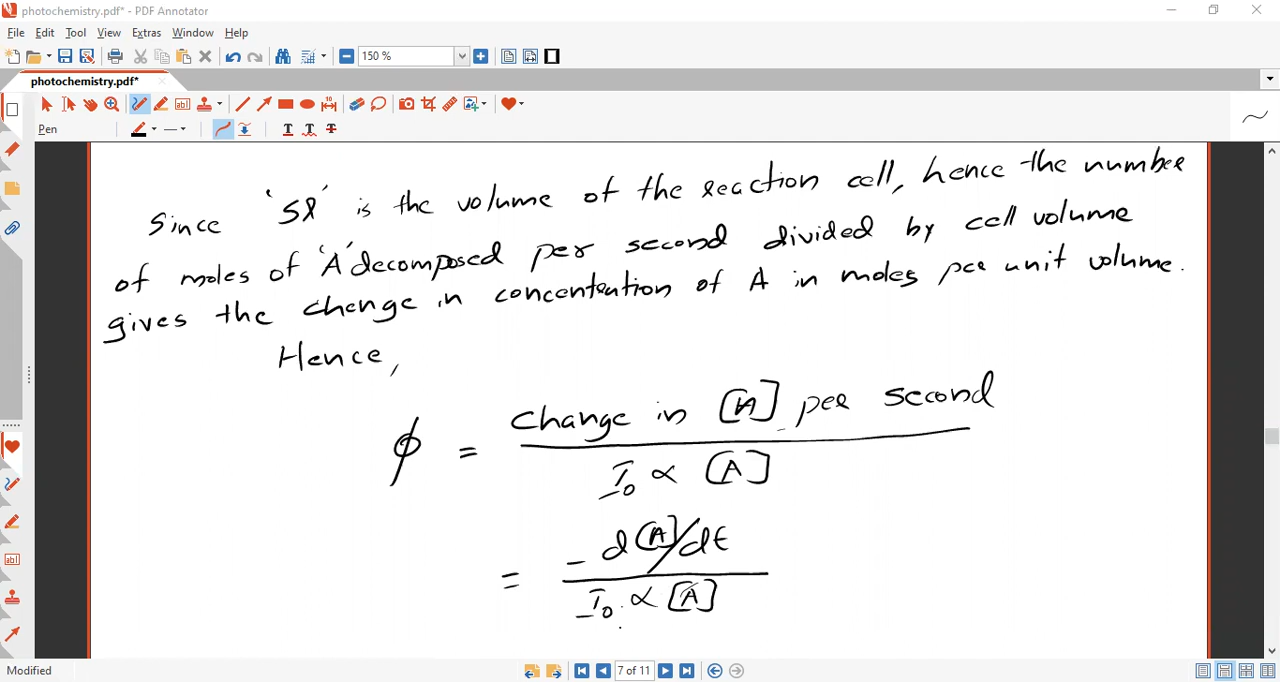 photochemistry.pdf* - PDF Annotator
File Edit Tool View Extras Window Help
150 %
photochemistry.pdf*
Pen
Since 'Sl' is the volume of the reaction cell, hence the number
of moles of 'A' decomposed per second divided by cell volume
gives the change in concentration of A in moles per unit volume.
Hence,
ϕ = Change in [A] per second
I₀ ∝ [A]
= - d[A]/dt
I₀ ∝ [A]
Modified 7 of 11